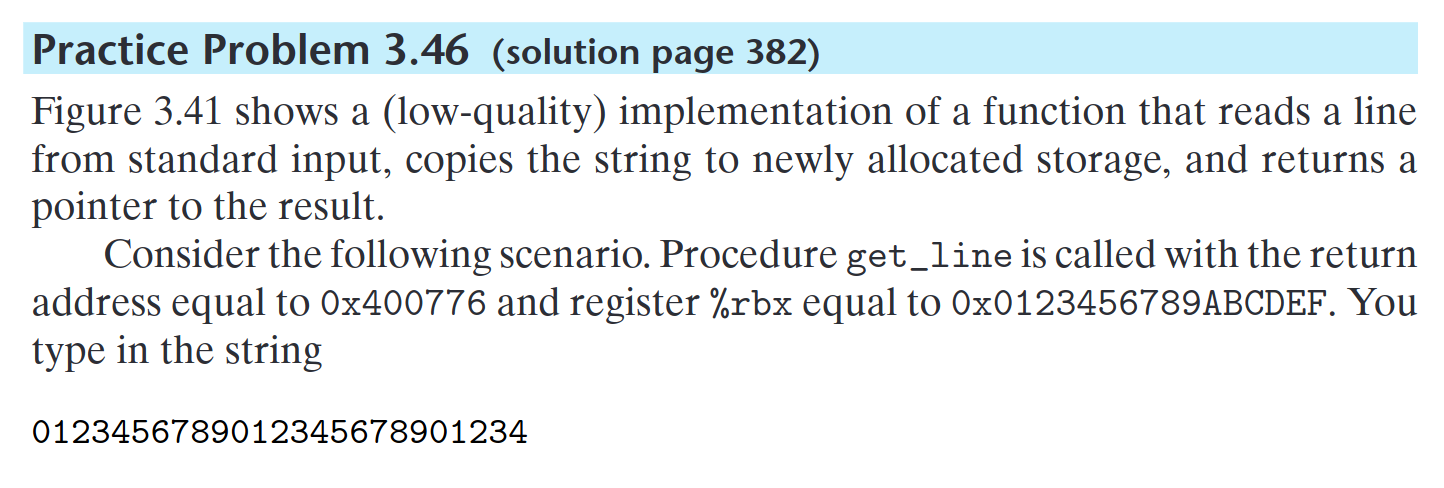 Practice Problem 3.46 (solution page 382)
Figure 3.41 shows a (low-quality) implementation of a function that reads a line
from standard input, copies the string to newly allocated storage, and returns a
pointer to the result.
Consider the following scenario. Procedure get_line is called with the return
address equal to 0x400776 and register %rbx equal to 0x0123456789ABCDEF. You
type in the string
0123456789012345678901234